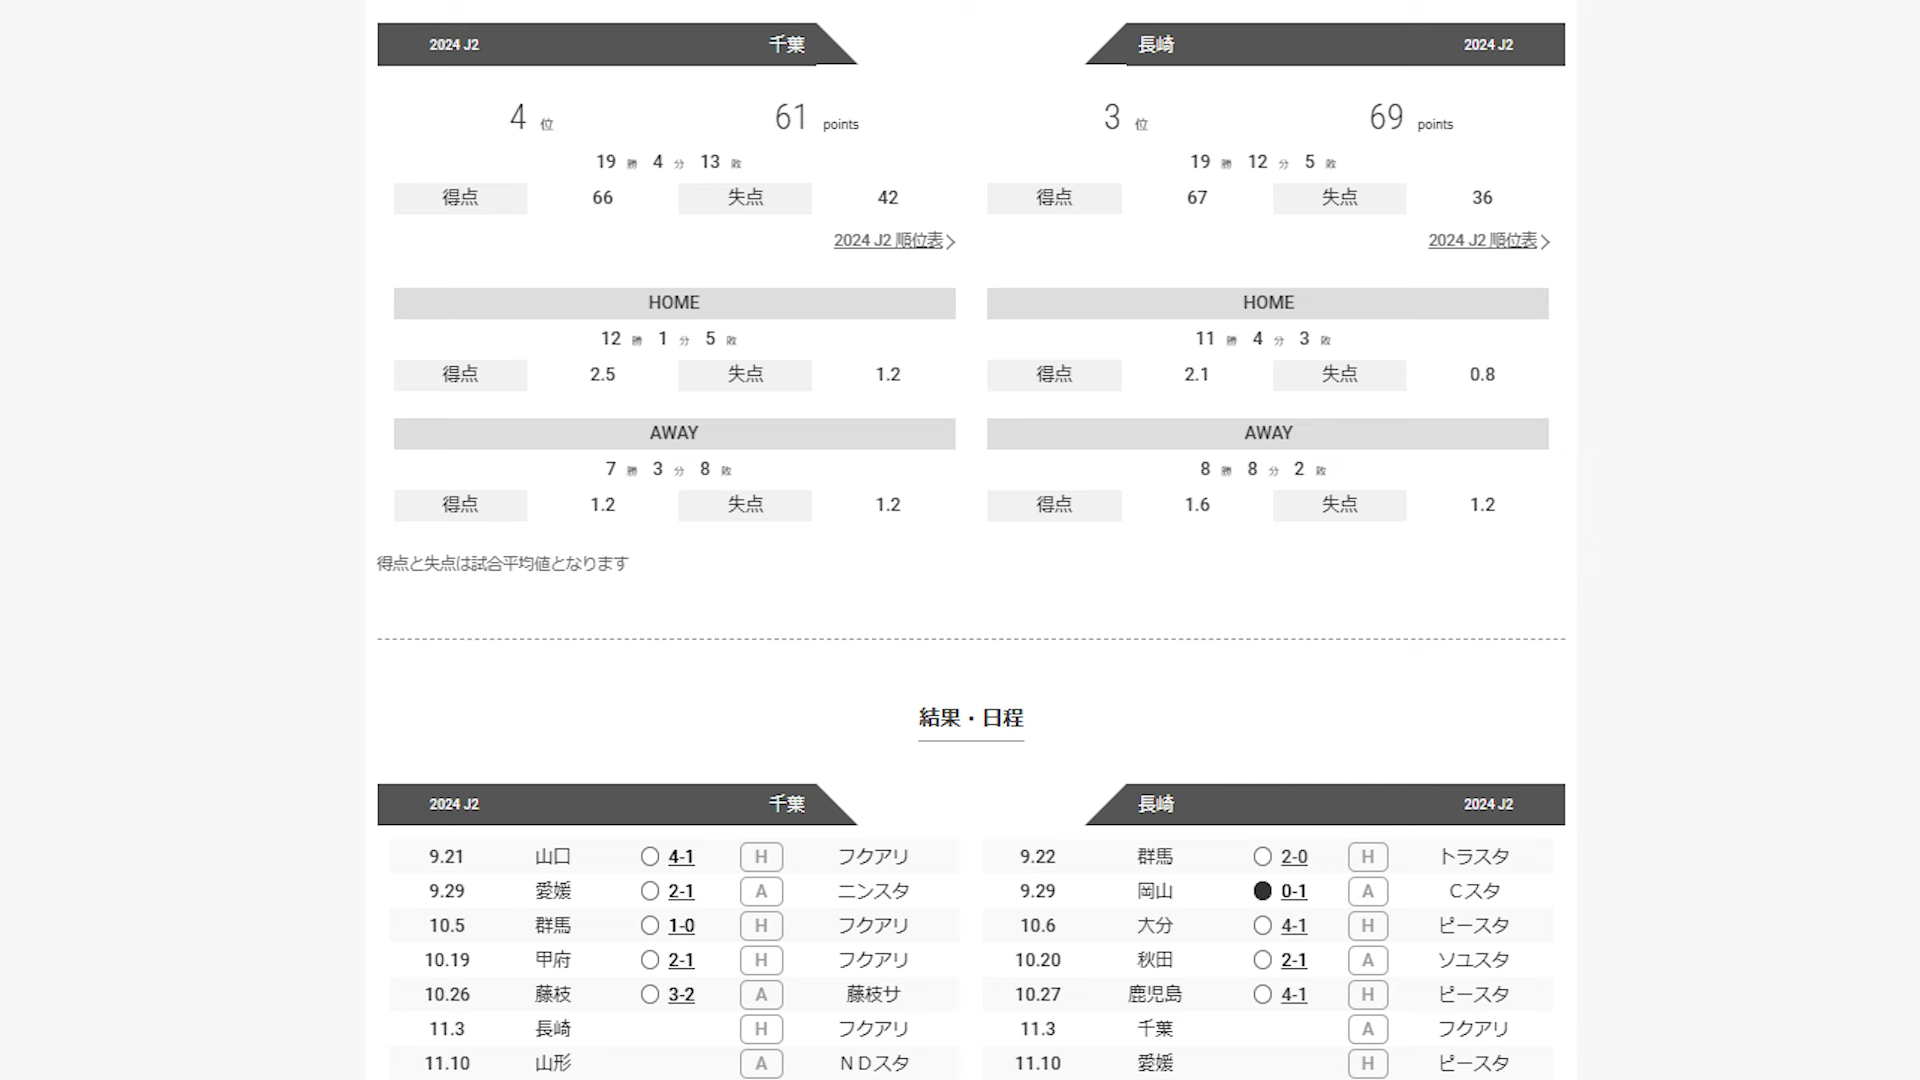 2024 J2 千葉 長崎 2024 J2
4 位 61 points 3 位 69 points
19 勝 4 分 13 敗 19 勝 12 分 5 敗
得点 66 失点 42 得点 67 失点 36
2024 J2 順位表 2024 J2 順位表
HOME HOME
12 勝 1 分 5 敗 11 勝 4 分 3 敗
得点 2.5 失点 1.2 得点 2.1 失点 0.8
AWAY AWAY
7 勝 3 分 8 敗 8 勝 8 分 2 敗
得点 1.2 失点 1.2 得点 1.6 失点 1.2
得点と失点は試合平均値となります
結果・日程
2024 J2 千葉 長崎 2024 J2
9.21 山口 ○ 4-1 H フクアリ 9.22 群馬 ○ 2-0 H トラスタ
9.29 愛媛 ○ 2-1 A ニンスタ 9.29 岡山 ● 0-1 A Ｃスタ
10.5 群馬 ○ 1-0 H フクアリ 10.6 大分 ○ 4-1 H ピースタ
10.19 甲府 ○ 2-1 H フクアリ 10.20 秋田 ○ 2-1 A ソユスタ
10.26 藤枝 ○ 3-2 A 藤枝サ 10.27 鹿児島 ○ 4-1 H ピースタ
11.3 長崎 H フクアリ 11.3 千葉 A フクアリ
11.10 山形 A ＮＤスタ 11.10 愛媛 H ピースタ